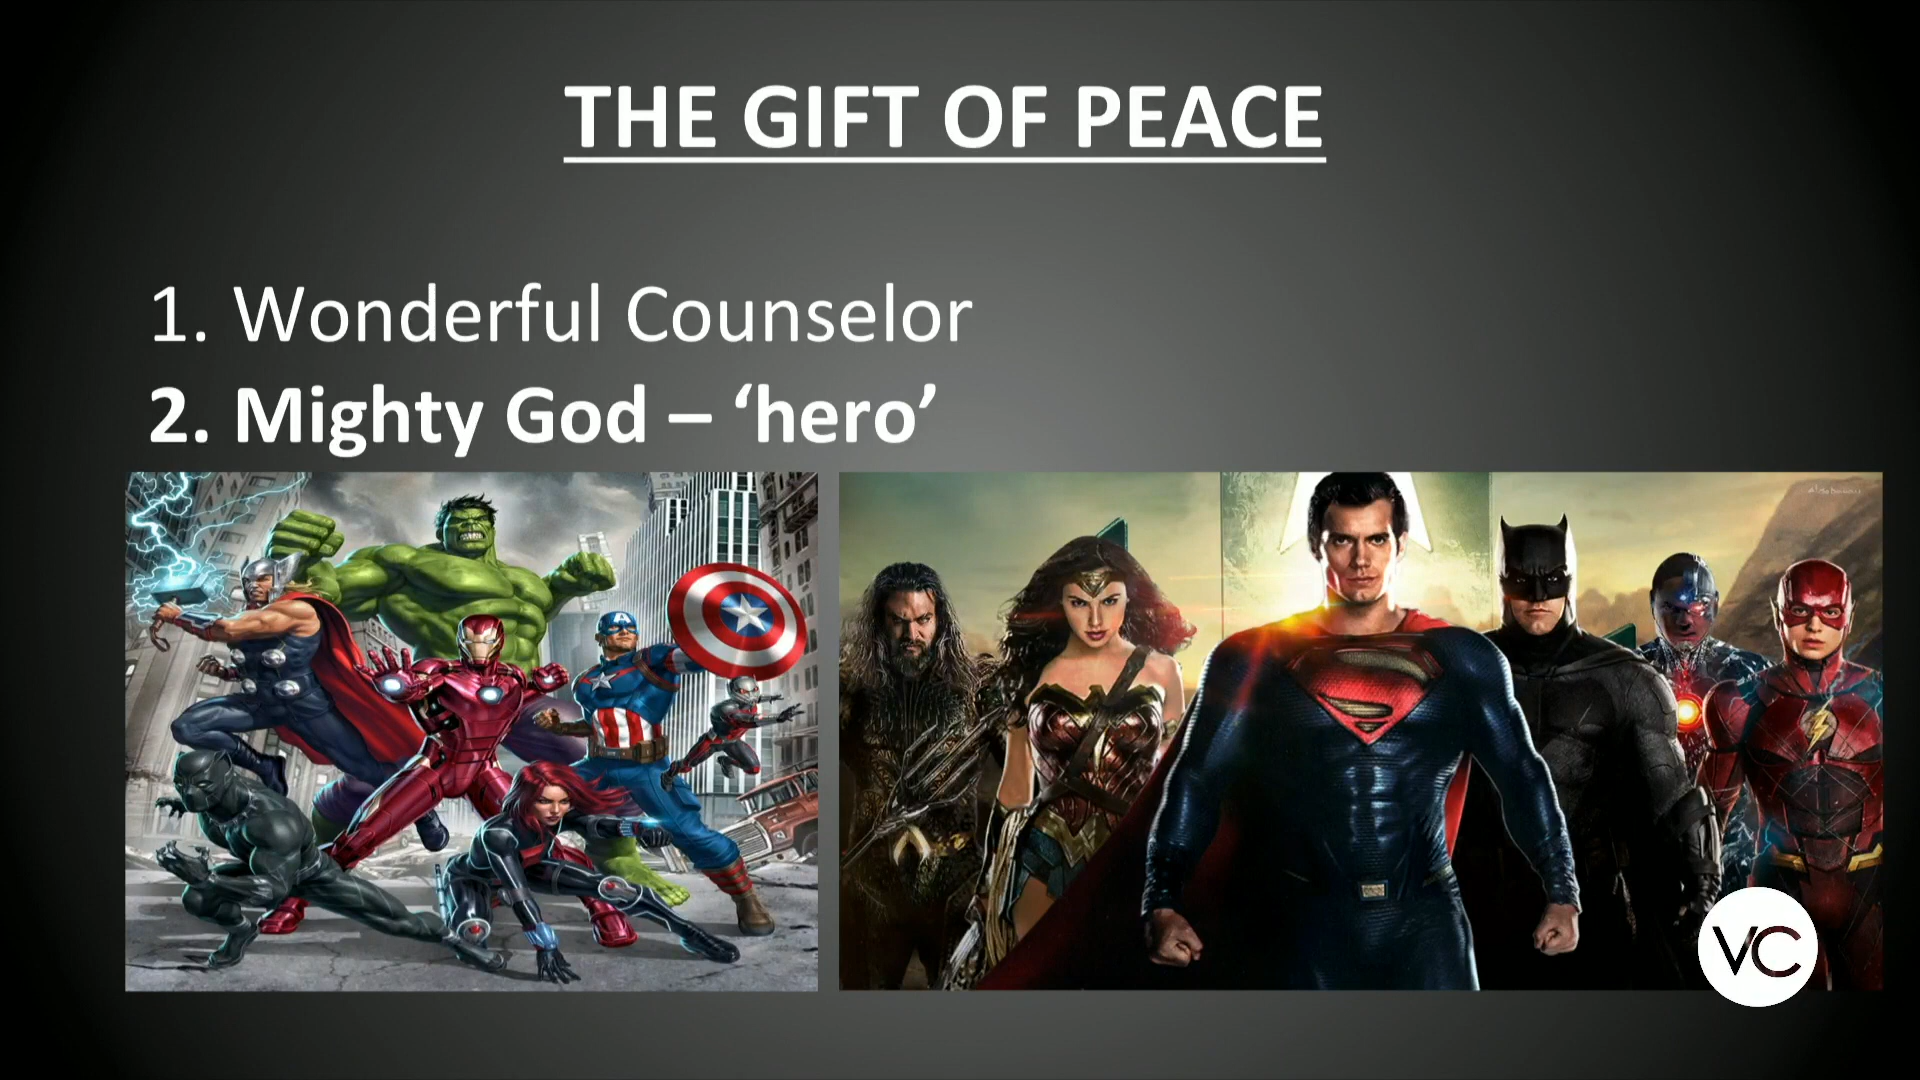 THE GIFT OF PEACE
1. Wonderful Counselor
2. Mighty God – ‘hero’
A
VC